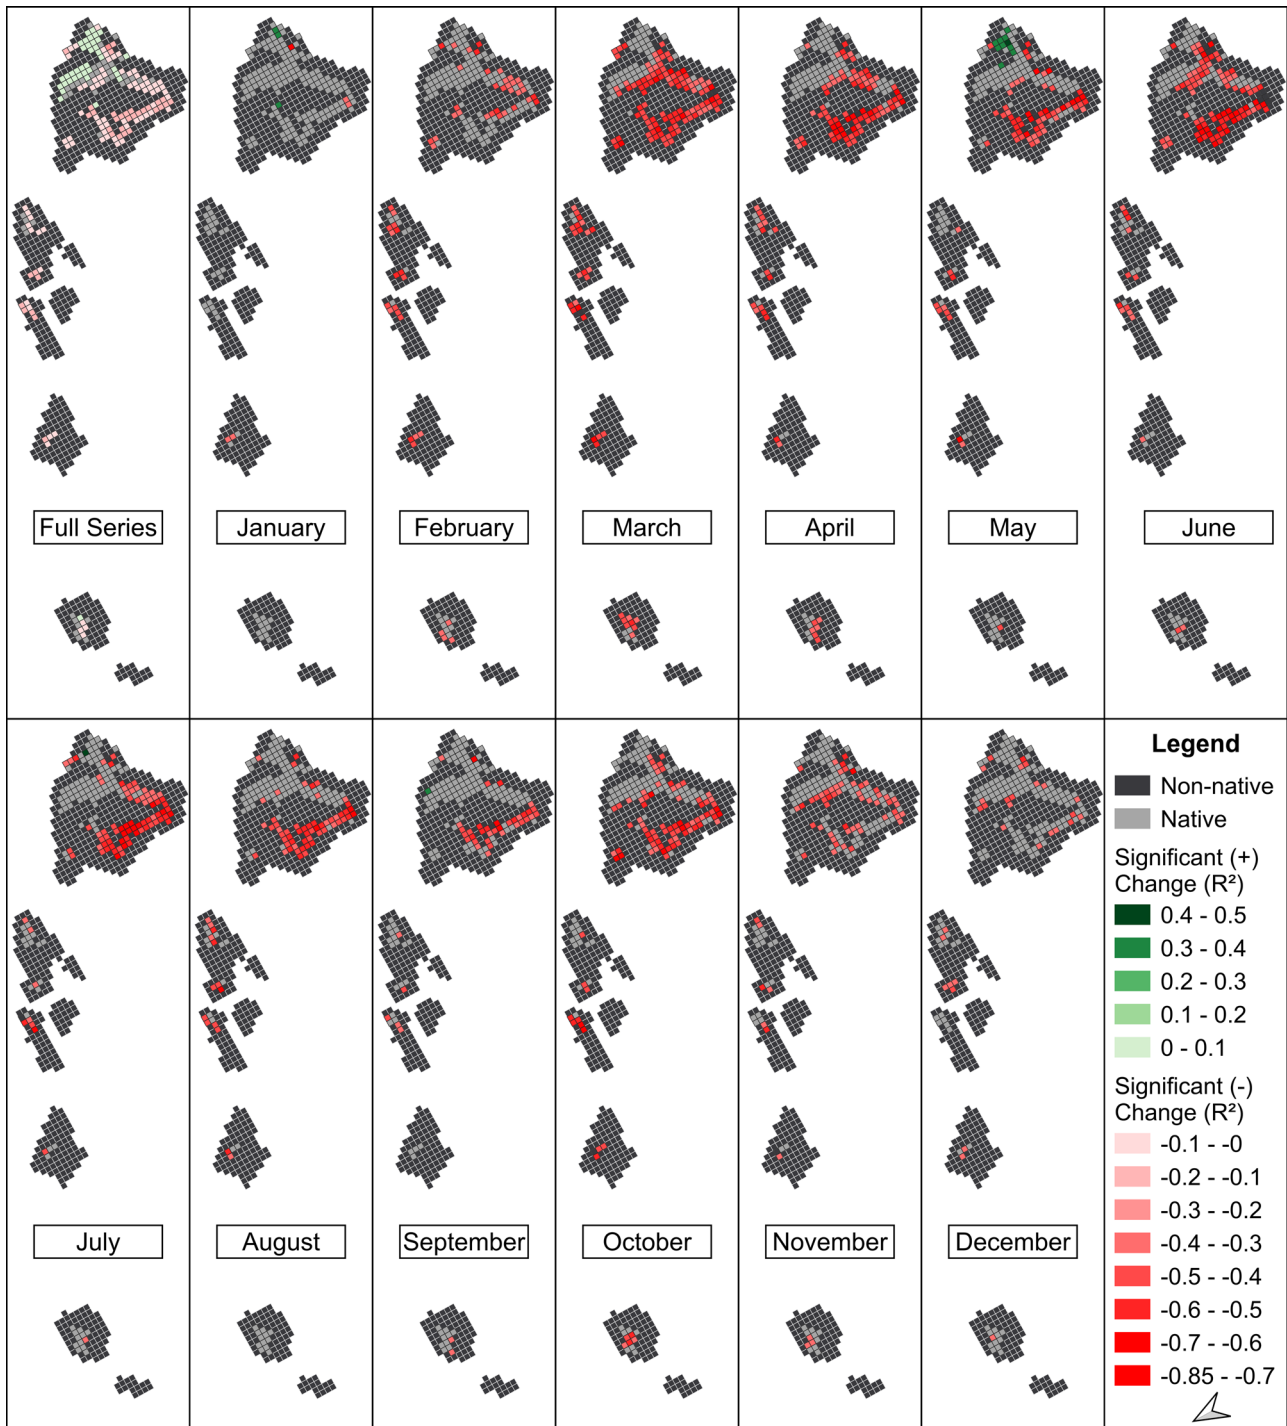 Full Series
January
February
March
April
May
June
July
August
September
October
November
December
Legend
Non-native
Native
Significant (+)
Change (R²)
0.4 - 0.5
0.3 - 0.4
0.2 - 0.3
0.1 - 0.2
0 - 0.1
Significant (-)
Change (R²)
-0.1 - -0
-0.2 - -0.1
-0.3 - -0.2
-0.4 - -0.3
-0.5 - -0.4
-0.6 - -0.5
-0.7 - -0.6
-0.85 - -0.7